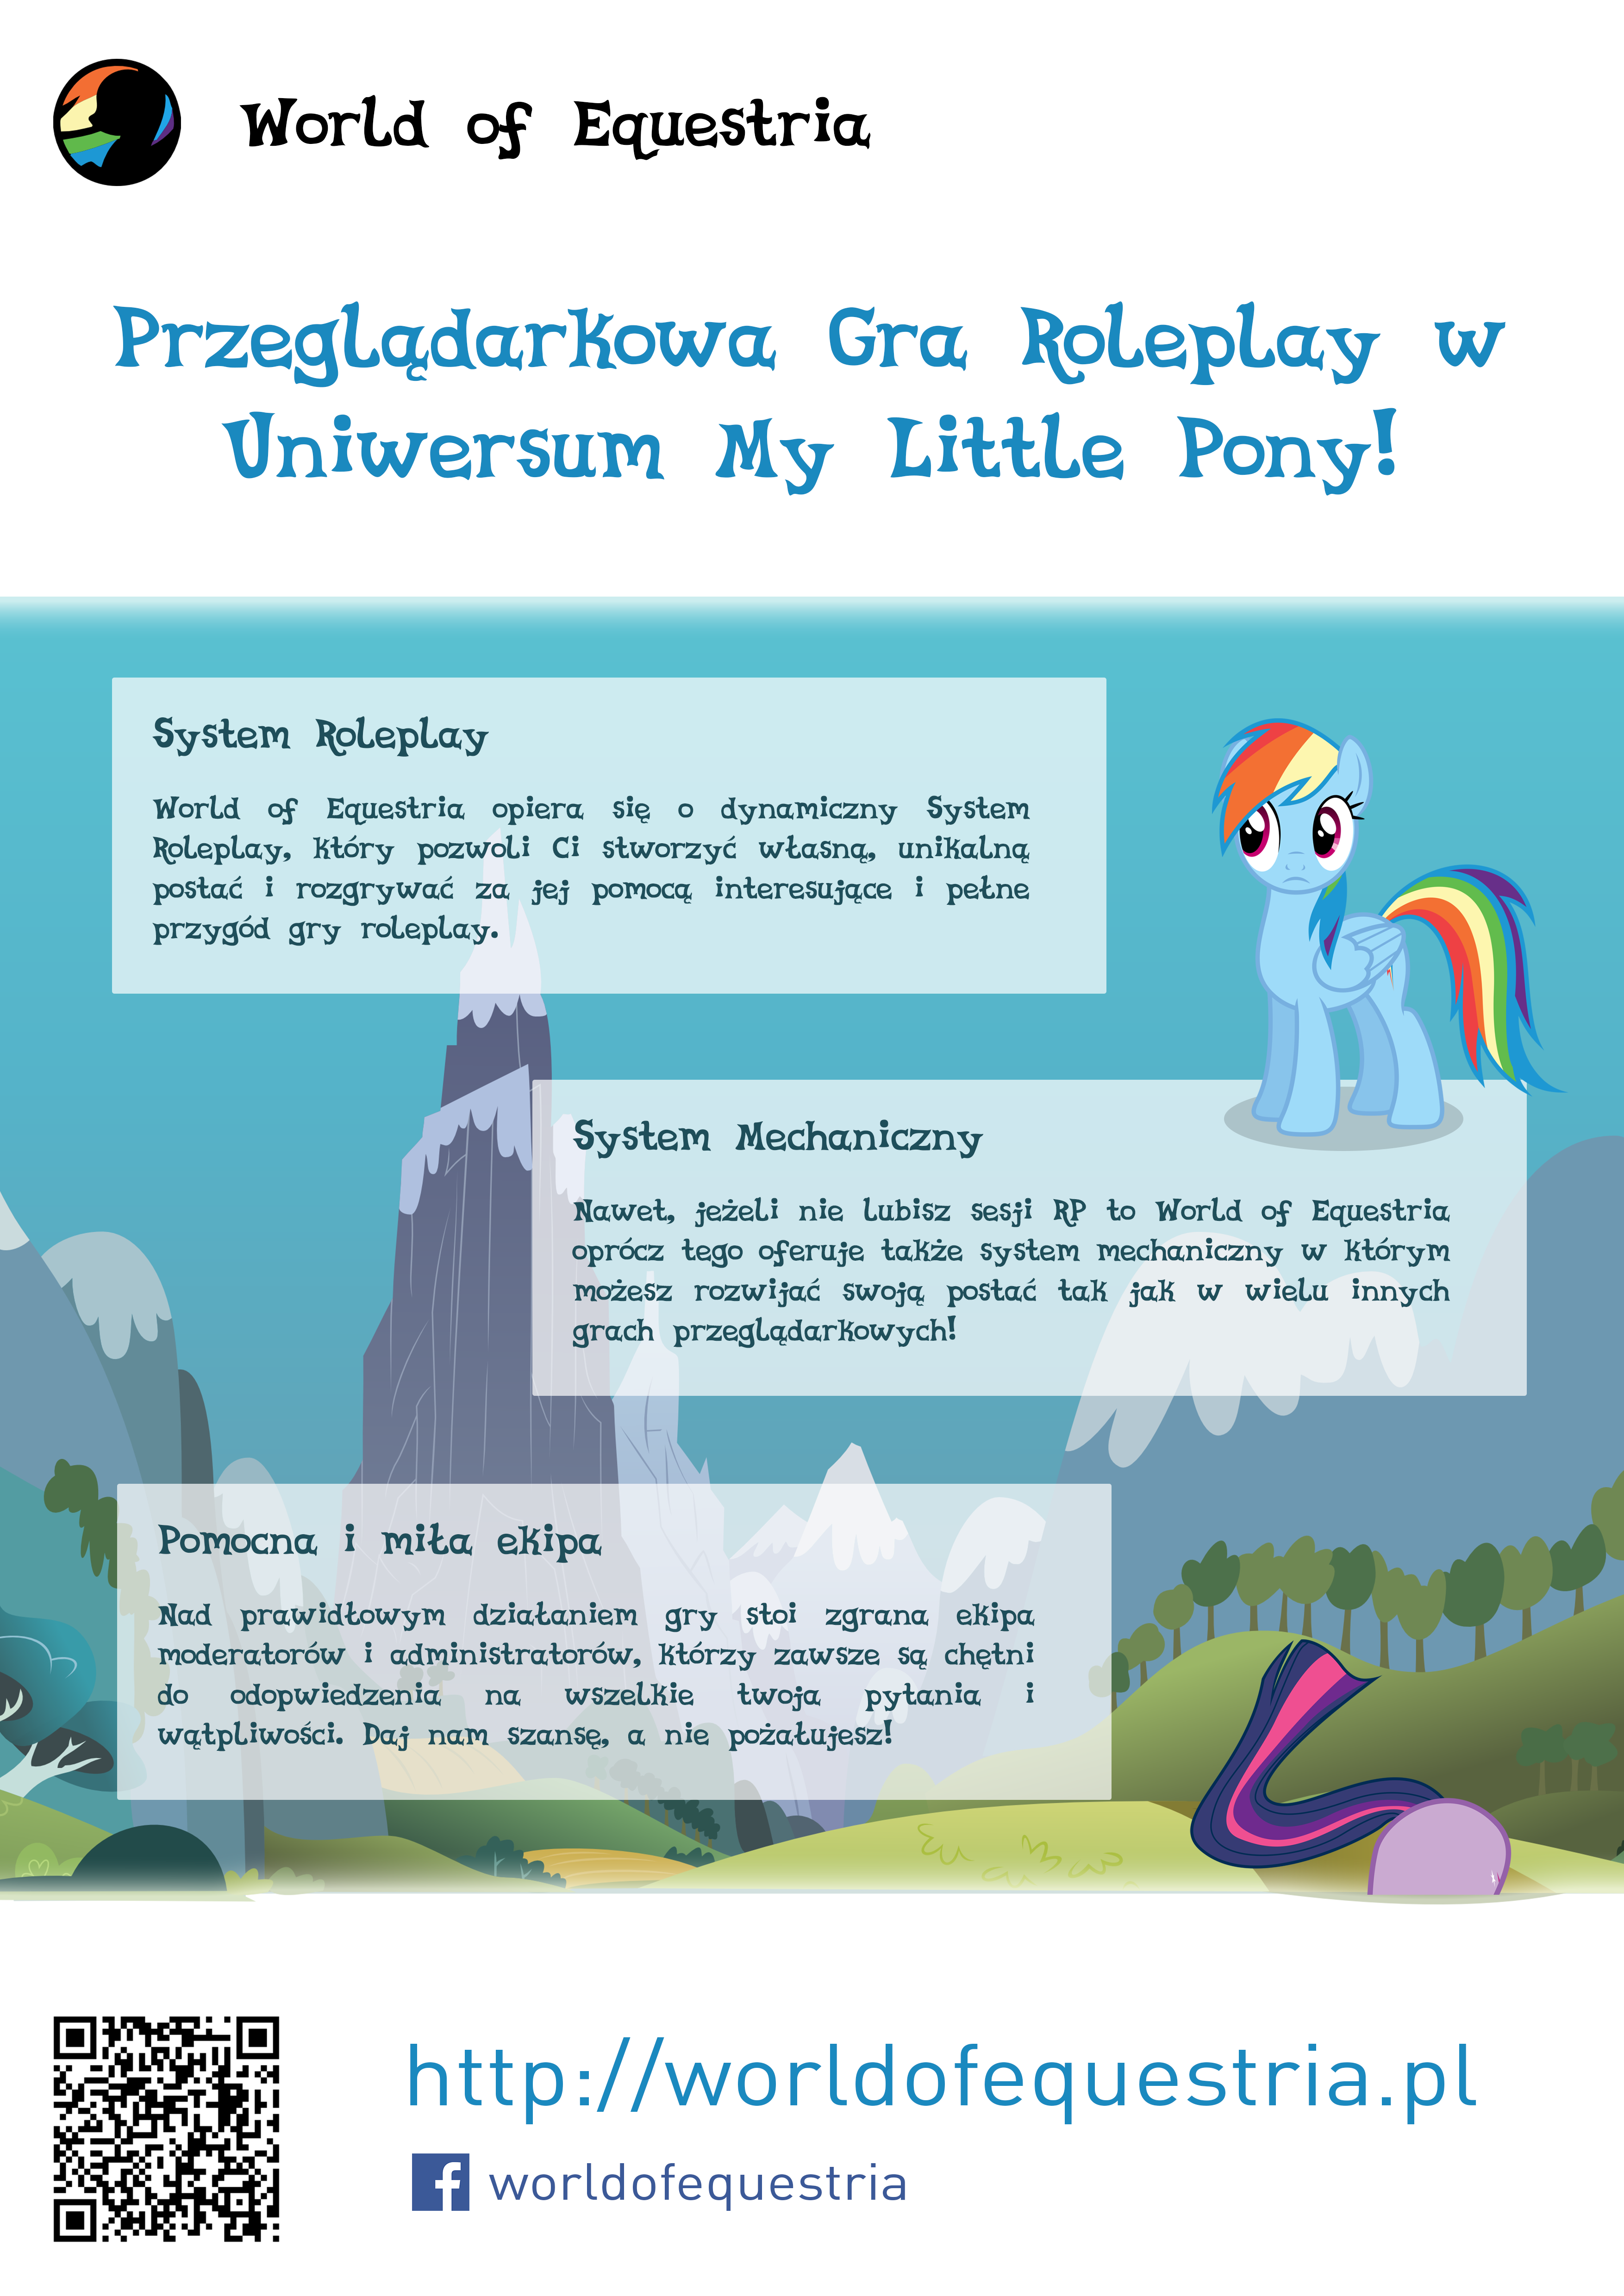 World of Equestria
Przeglądarkowa Gra Roleplay w
Uniwersum My Little Pony!
System Roleplay
World of Equestria opiera się o dynamiczny System
Roleplay, który pozwoli Ci stworzyć własną, unikalną
postać i rozgrywać za jej pomocą interesujące i pełne
przygód gry roleplay.
System Mechaniczny
Nawet, jeżeli nie lubisz sesji RP to World of Equestria
oprócz tego oferuje także system mechaniczny w którym
możesz rozwijać swoją postać tak jak w wielu innych
grach przeglądarkowych!
Pomocna i miła ekipa
Nad prawidłowym działaniem gry stoi zgrana ekipa
moderatorów i administratorów, którzy zawsze są chętni
do odopwiedzenia na wszelkie twoja pytania i
wątpliwości. Daj nam szansę, a nie pożałujesz!
http://worldofequestria.pl
worldofequestria